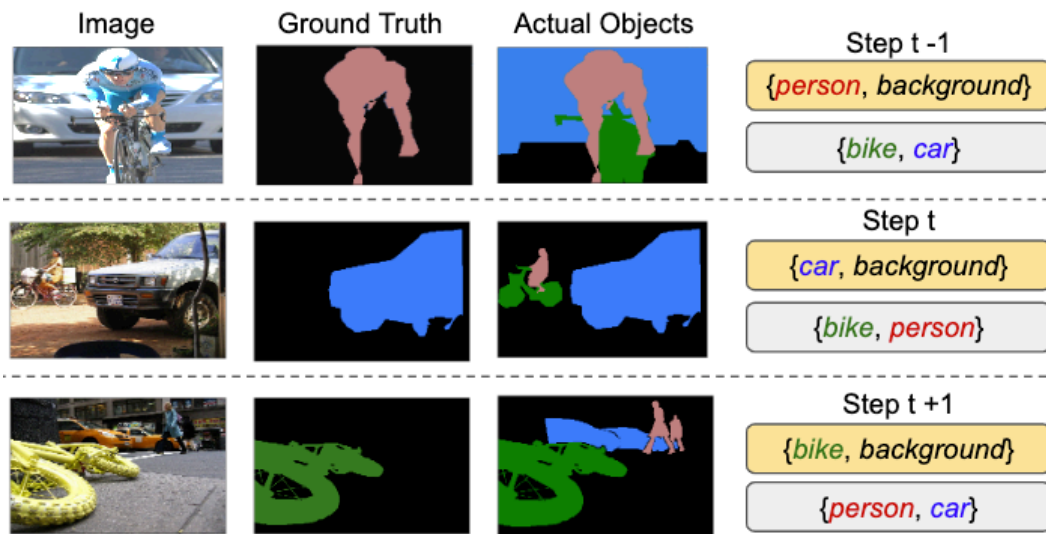 Image
Ground Truth
Actual Objects
Step t -1
{person, background}
{bike, car}
Step t
{car, background}
{bike, person}
Step t +1
{bike, background}
{person, car}